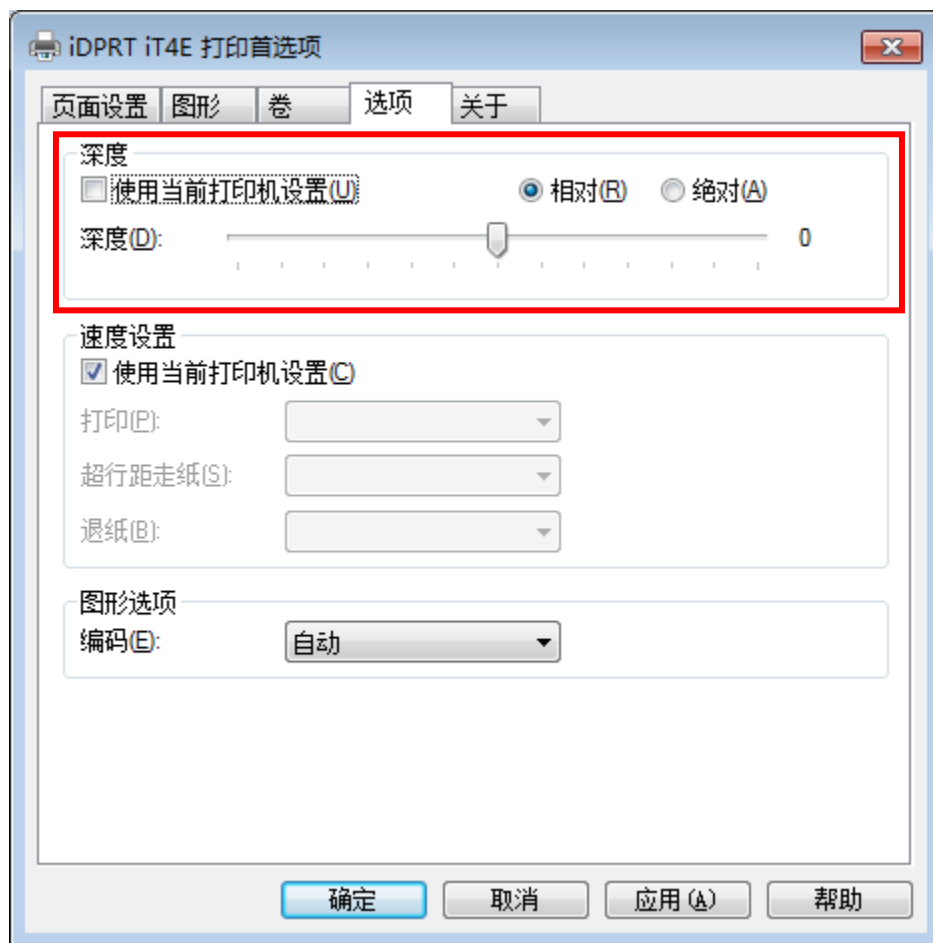 iDPRT iT4E 打印首选项
页面设置 图形 卷 选项 关于
深度
使用当前打印机设置(U) 相对(R) 绝对(A)
深度(D): 0
速度设置
使用当前打印机设置(C)
打印(P):
超行距走纸(S):
退纸(B):
图形选项
编码(E): 自动
确定 取消 应用(A) 帮助